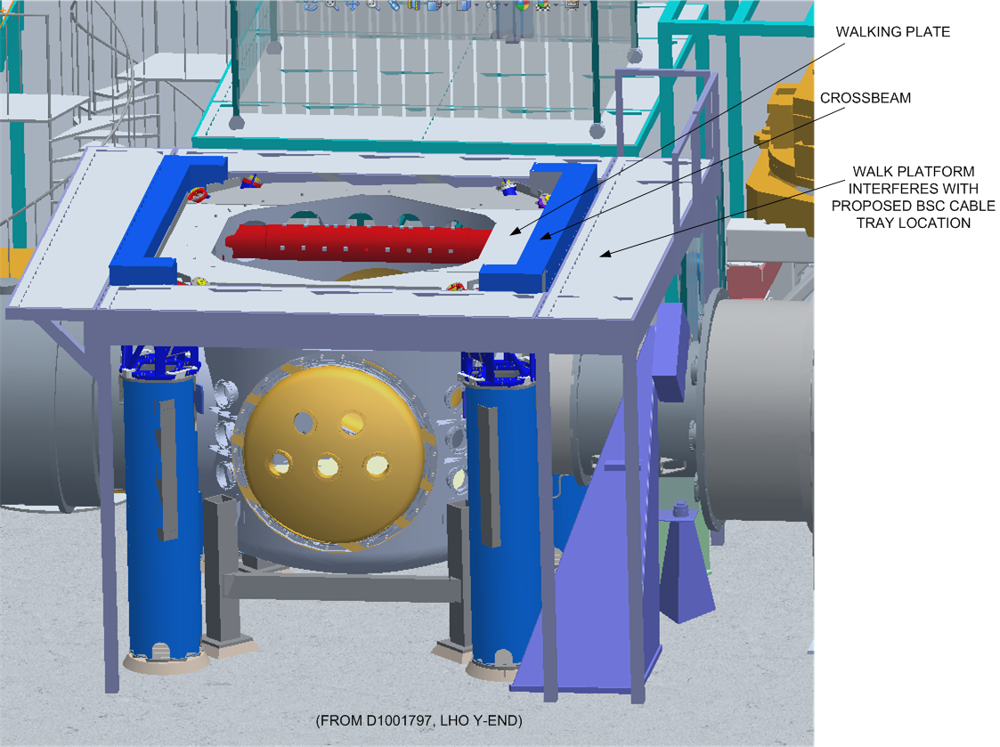 WALKING PLATE
CROSSBEAM
WALK PLATFORM
INTERFERES WITH
PROPOSED BSC CABLE
TRAY LOCATION
(FROM D1001797, LHO Y-END)